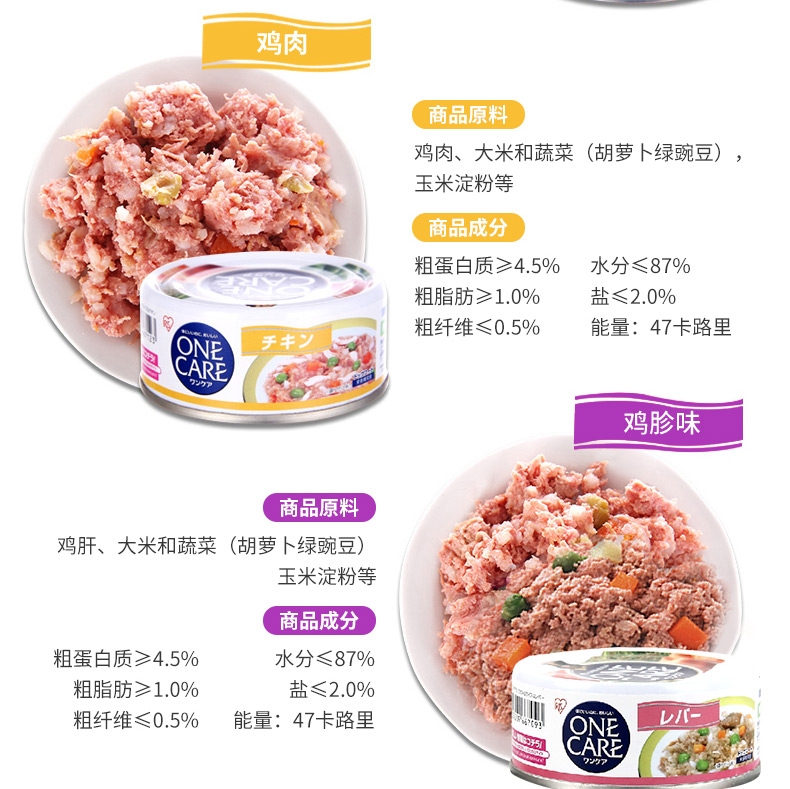 鸡肉
商品原料
鸡肉、大米和蔬菜（胡萝卜绿豌豆），
玉米淀粉等
商品成分
粗蛋白质≥4.5% 水分≤87%
粗脂肪≥1.0% 盐≤2.0%
粗纤维≤0.5% 能量：47卡路里
ONE
CARE
ワンケア
チキン
鸡胗味
商品原料
鸡肝、大米和蔬菜（胡萝卜绿豌豆）
玉米淀粉等
商品成分
粗蛋白质≥4.5% 水分≤87%
粗脂肪≥1.0% 盐≤2.0%
粗纤维≤0.5% 能量：47卡路里
ONE
CARE
ワンケア
レバー